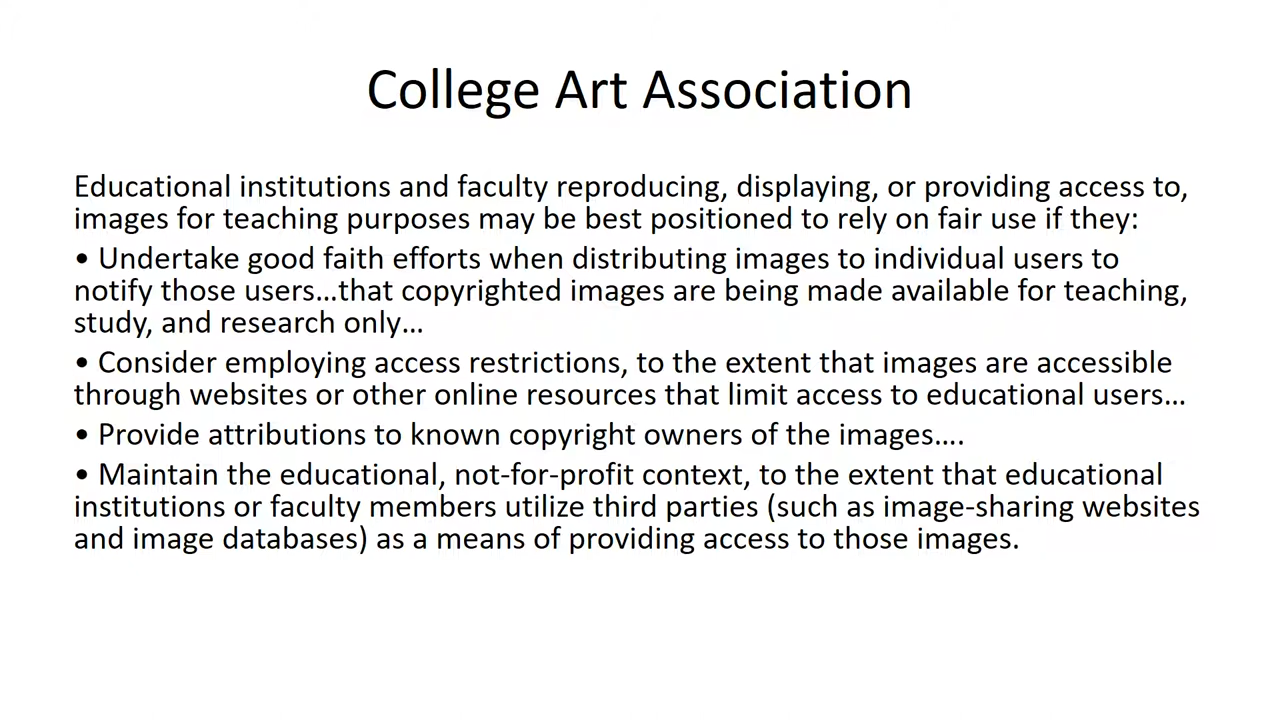 College Art Association
Educational institutions and faculty reproducing, displaying, or providing access to,
images for teaching purposes may be best positioned to rely on fair use if they:
• Undertake good faith efforts when distributing images to individual users to
notify those users…that copyrighted images are being made available for teaching,
study, and research only…
• Consider employing access restrictions, to the extent that images are accessible
through websites or other online resources that limit access to educational users…
• Provide attributions to known copyright owners of the images….
• Maintain the educational, not-for-profit context, to the extent that educational
institutions or faculty members utilize third parties (such as image-sharing websites
and image databases) as a means of providing access to those images.